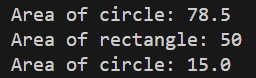 Area of circle: 78.5
Area of rectangle: 50
Area of circle: 15.0